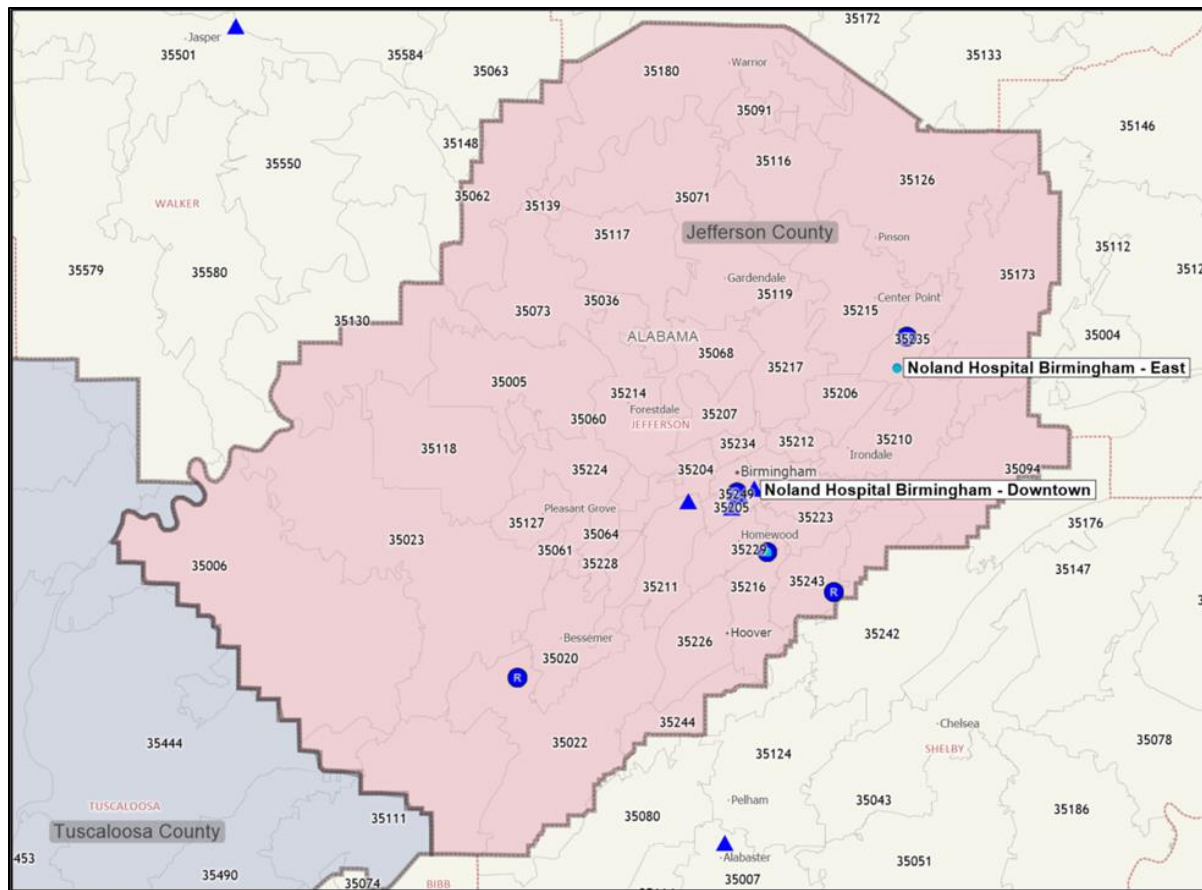 35172
Jasper
35501
35584
35133
35063
35180
Warrior
35091
35146
35148
35550
35116
35126
35062
35139
35071
WALKER
35117
Jefferson County
Pinson
35112
35579
35580
35173
Gardendale
35119
Center Point
35036
35073
35215
35130
ALABAMA
35235
35004
35068
35217
Noland Hospital Birmingham - East
35005
35214
35206
Forestdale
35207
35060
JEFFERSON
35118
35234
35212
35210
Irondale
35224
35204
Birmingham
35094
35249
Noland Hospital Birmingham - Downtown
Pleasant Grove
35205
35127
35223
35176
35064
Homewood
35023
35061
35229
35006
35228
35147
35211
35216
35243
R
Bessemer
Hoover
35242
35226
35020
R
35244
Chelsea
35444
35022
SHELBY
35078
35124
TUSCALOOSA
Pelham
35043
35186
35111
35080
Tuscaloosa County
453
Alabaster
35051
35490
35074
BIBB
35007